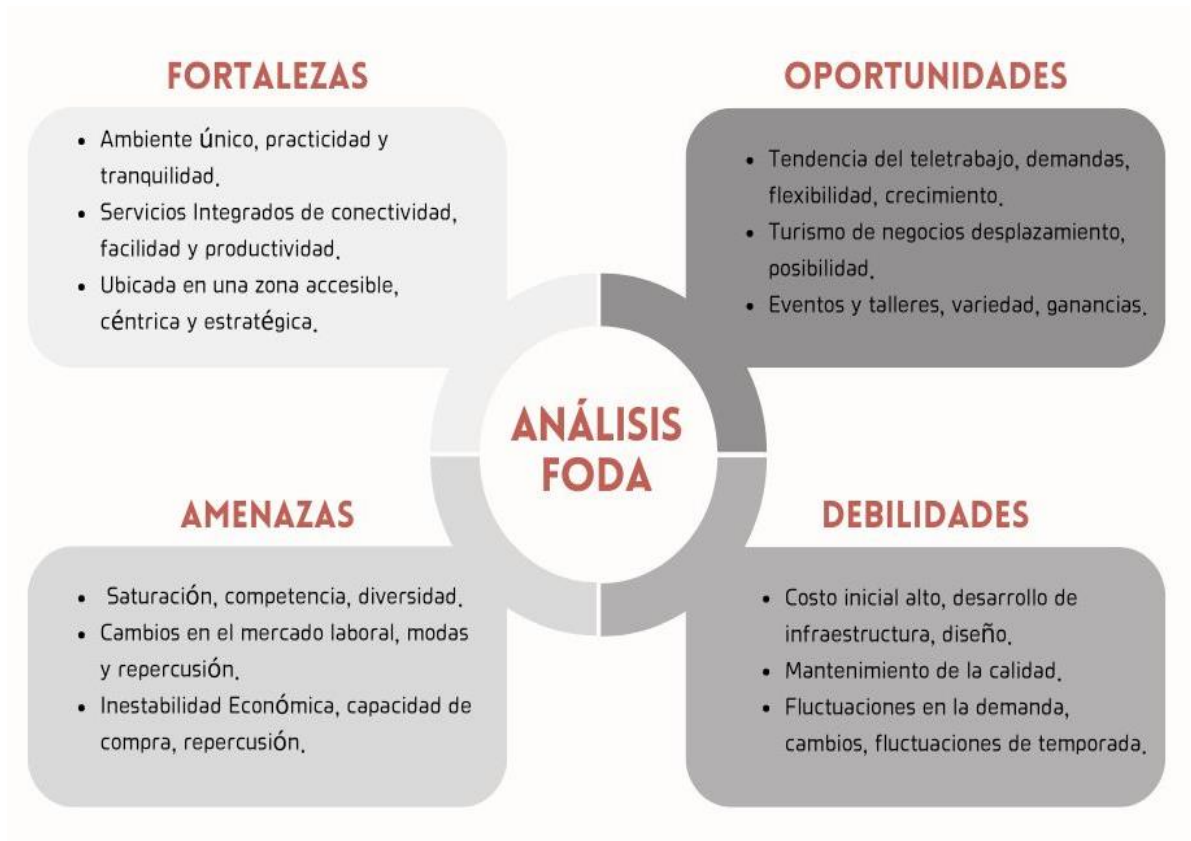 FORTALEZAS
• Ambiente único, practicidad y
tranquilidad.
• Servicios Integrados de conectividad,
facilidad y productividad.
• Ubicada en una zona accesible,
céntrica y estratégica.
OPORTUNIDADES
• Tendencia del teletrabajo, demandas,
flexibilidad, crecimiento.
• Turismo de negocios desplazamiento,
posibilidad.
• Eventos y talleres, variedad, ganancias.
ANÁLISIS
FODA
AMENAZAS
• Saturación, competencia, diversidad.
• Cambios en el mercado laboral, modas
y repercusión.
• Inestabilidad Económica, capacidad de
compra, repercusión.
DEBILIDADES
• Costo inicial alto, desarrollo de
infraestructura, diseño.
• Mantenimiento de la calidad.
• Fluctuaciones en la demanda,
cambios, fluctuaciones de temporada.